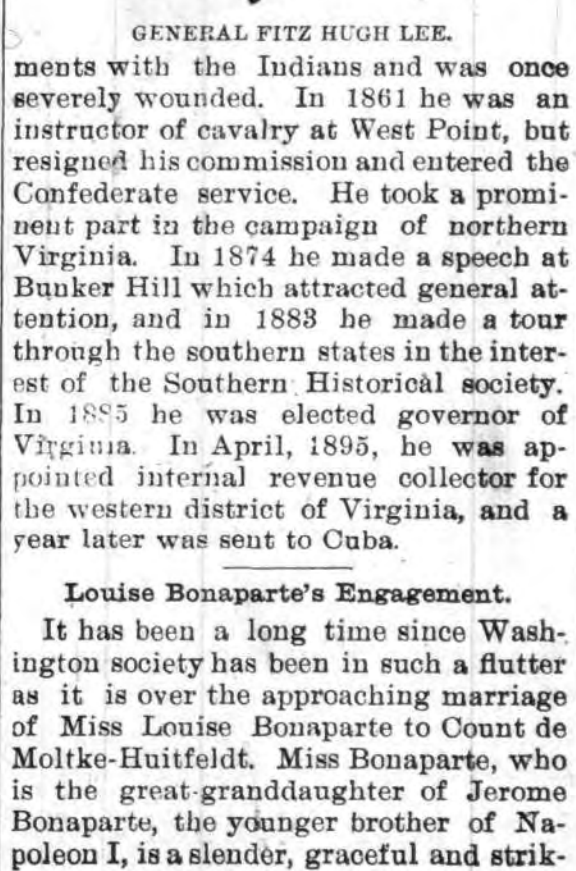 GENERAL FITZ HUGH LEE.
ments with the Indians and was once
severely wounded. In 1861 he was an
instructor of cavalry at West Point, but
resigned his commission and entered the
Confederate service. He took a promi-
nent part in the campaign of northern
Virginia. In 1874 he made a speech at
Bunker Hill which attracted general at-
tention, and in 1883 he made a tour
through the southern states in the inter-
est of the Southern Historical society.
In 1885 he was elected governor of
Virginia. In April, 1895, he was ap-
pointed internal revenue collector for
the western district of Virginia, and a
year later was sent to Cuba.
Louise Bonaparte's Engagement.
It has been a long time since Wash-
ington society has been in such a flutter
as it is over the approaching marriage
of Miss Louise Bonaparte to Count de
Moltke-Huitfeldt. Miss Bonaparte, who
is the great-granddaughter of Jerome
Bonaparte, the younger brother of Na-
poleon I, is a slender, graceful and strik-